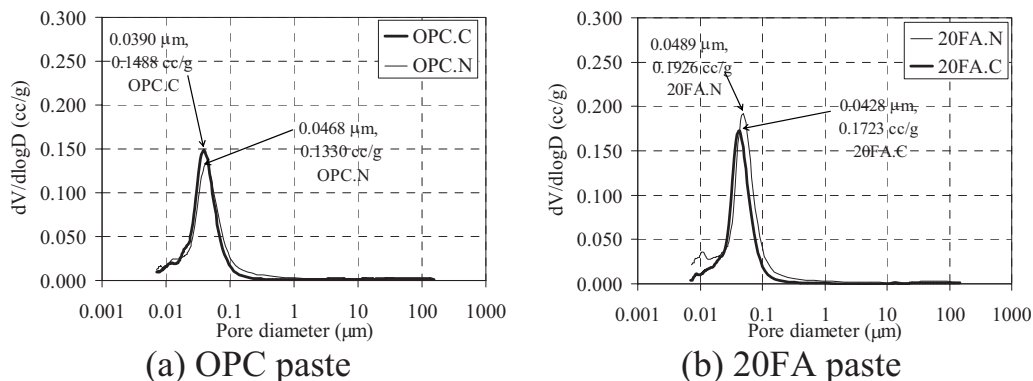 0.300
0.250
0.200
0.150
0.100
0.050
0.000
dV/dlogD (cc/g)
0.0390 μm,
0.1488 cc/g
OPC.C
0.0468 μm,
0.1330 cc/g
OPC.N
OPC.C
OPC.N
0.001 0.01 0.1 1 10 100 1000
Pore diameter (μm)
(a) OPC paste
0.300
0.250
0.200
0.150
0.100
0.050
0.000
dV/dlogD (cc/g)
0.0489 μm,
0.1926 cc/g
20FA.N
0.0428 μm,
0.1723 cc/g
20FA.C
20FA.N
20FA.C
0.001 0.01 0.1 1 10 100 1000
Pore diameter (μm)
(b) 20FA paste